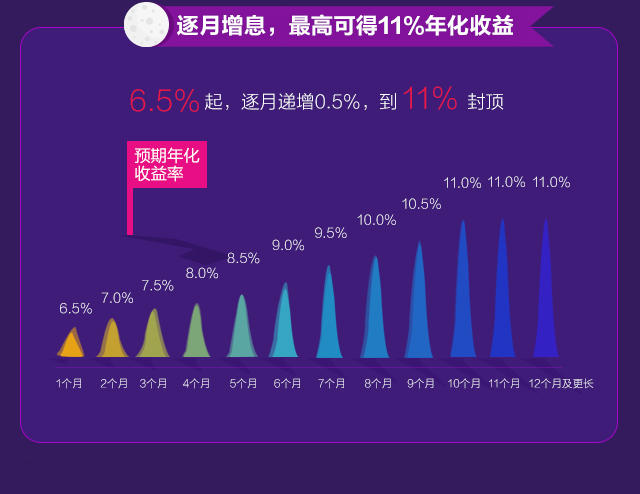 逐月增息，最高可得11%年化收益
6.5%起，逐月递增0.5%，到11%封顶
预期年化
收益率
6.5% 7.0% 7.5% 8.0% 8.5% 9.0% 9.5% 10.0% 10.5% 11.0% 11.0% 11.0%
1个月 2个月 3个月 4个月 5个月 6个月 7个月 8个月 9个月 10个月 11个月 12个月及更长